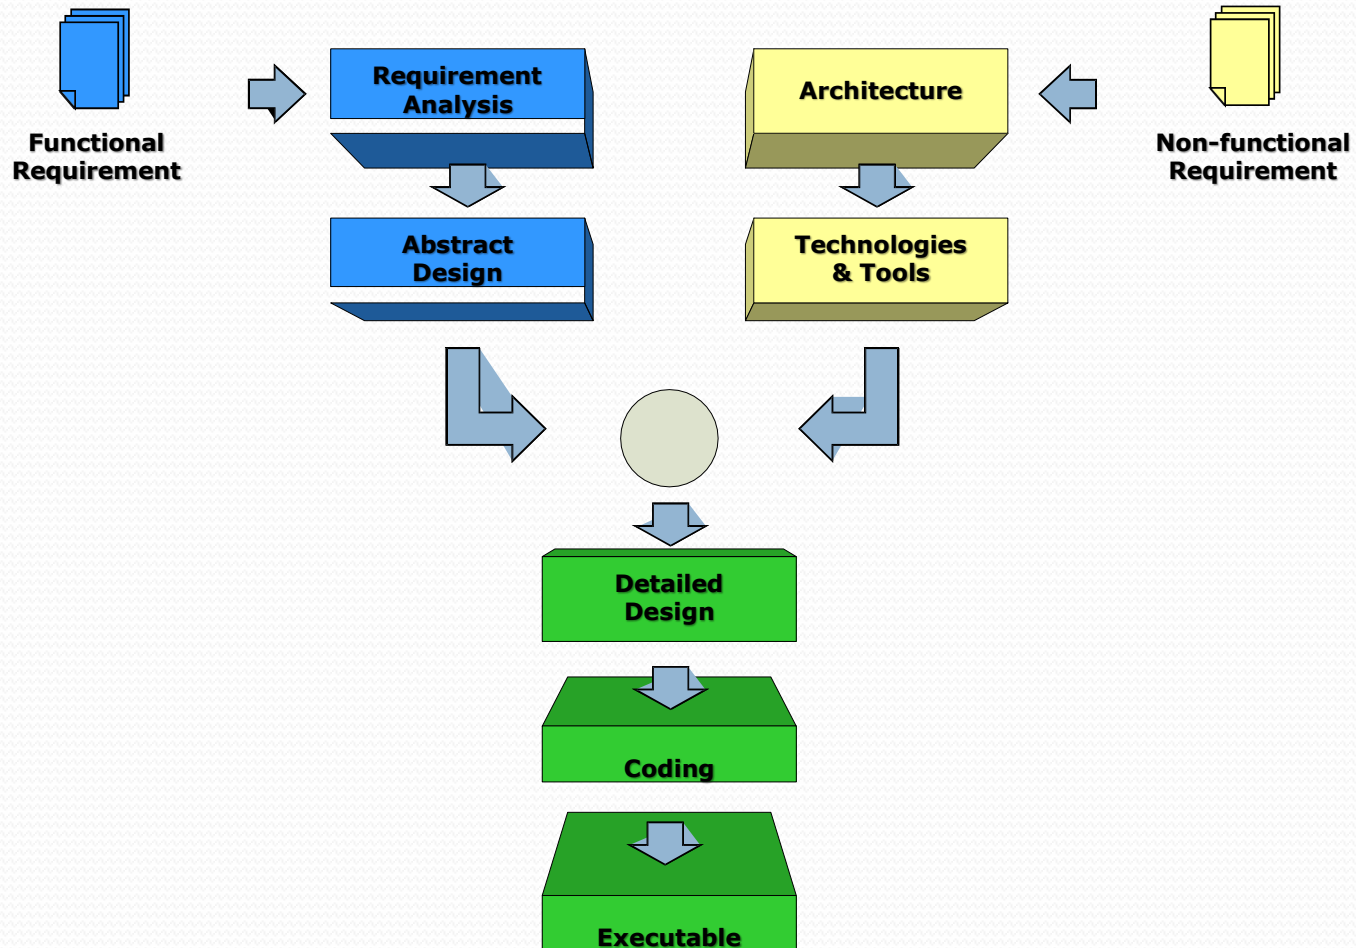 Functional
Requirement
Requirement
Analysis
Architecture
Non-functional
Requirement
Abstract
Design
Technologies
& Tools
Detailed
Design
Coding
Executable